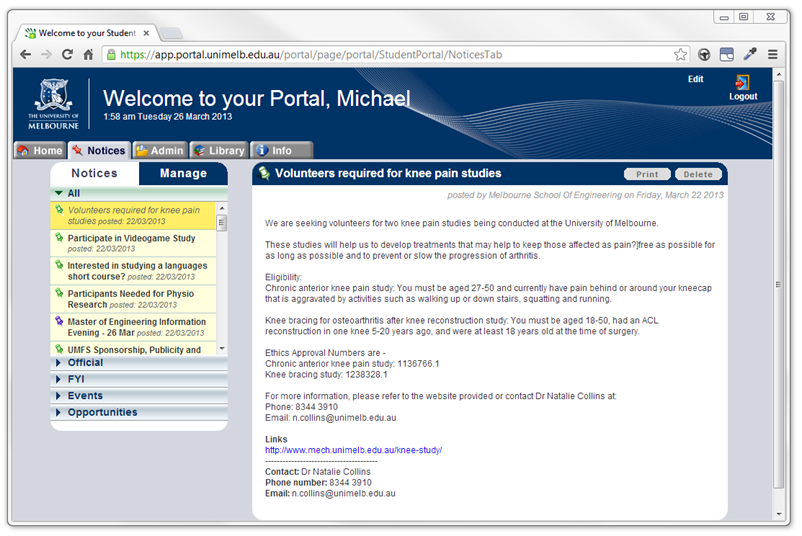 Welcome to your Student
https://app.portal.unimelb.edu.au/portal/page/portal/StudentPortal/NoticesTab
THE UNIVERSITY OF
MELBOURNE
Welcome to your Portal, Michael
1:58 am Tuesday 26 March 2013
Edit
Logout
Home
Notices
Admin
Library
Info
Notices
Manage
All
Volunteers required for knee pain
studies posted: 22/03/2013
Participate in Videogame Study
posted: 22/03/2013
Interested in studying a languages
short course? posted: 22/03/2013
Participants Needed for Physio
Research posted: 22/03/2013
Master of Engineering Information
Evening - 26 Mar posted: 22/03/2013
UMFS Sponsorship, Publicity and
Official
FYI
Events
Opportunities
Volunteers required for knee pain studies
Print
Delete
posted by Melbourne School Of Engineering on Friday, March 22 2013
We are seeking volunteers for two knee pain studies being conducted at the University of Melbourne.
These studies will help us to develop treatments that may help to keep those affected as pain?]free as possible for
as long as possible and to prevent or slow the progression of arthritis.
Eligibility:
Chronic anterior knee pain study: You must be aged 27-50 and currently have pain behind or around your kneecap
that is aggravated by activities such as walking up or down stairs, squatting and running.
Knee bracing for osteoarthritis after knee reconstruction study: You must be aged 18-50, had an ACL
reconstruction in one knee 5-20 years ago, and were at least 18 years old at the time of surgery.
Ethics Approval Numbers are -
Chronic anterior knee pain study: 1136766.1
Knee bracing study: 1238328.1
For more information, please refer to the website provided or contact Dr Natalie Collins at:
Phone: 8344 3910
Email: n.collins@unimelb.edu.au
Links
http://www.mech.unimelb.edu.au/knee-study/
----------------------------------------
Contact: Dr Natalie Collins
Phone number: 8344 3910
Email: n.collins@unimelb.edu.au